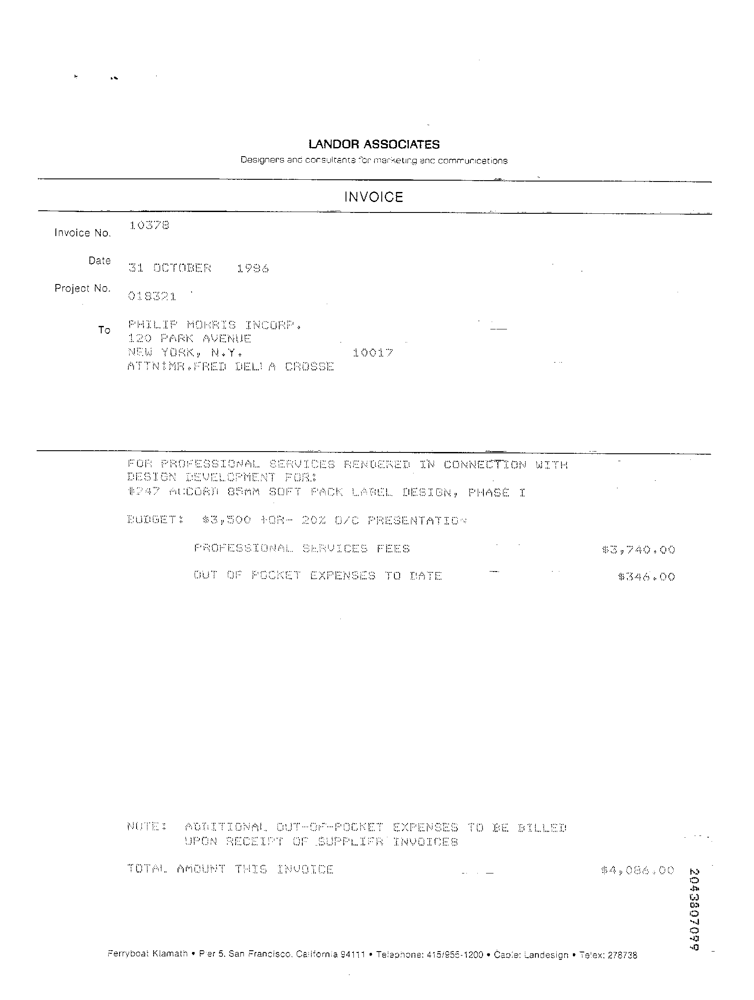 LANDOR ASSOCIATES
Designers and consultants for marketing and communications
INVOICE
Invoice No. 10378
Date 31 OCTOBER 1986
Project No. 018321
To PHILIP MORRIS INCORP.
120 PARK AVENUE
NEW YORK, N.Y. 10017
ATTN:MR.FRED DELLA CROSSE
FOR PROFESSIONAL SERVICES RENDERED IN CONNECTION WITH
DESIGN DEVELOPMENT FOR:
#247 ACCORD 85MM SOFT PACK LABEL DESIGN, PHASE I
BUDGET: $3,500 +OR- 20% O/C PRESENTATION
PROFESSIONAL SERVICES FEES $3,740.00
OUT OF POCKET EXPENSES TO DATE $346.00
NOTE: ADDITIONAL OUT-OF-POCKET EXPENSES TO BE BILLED
UPON RECEIPT OF SUPPLIER INVOICES
TOTAL AMOUNT THIS INVOICE $4,086.00
2043807099
Ferryboat Klamath • Pier 5, San Francisco, California 94111 • Telephone: 415/955-1200 • Cable: Landesign • Telex: 278738